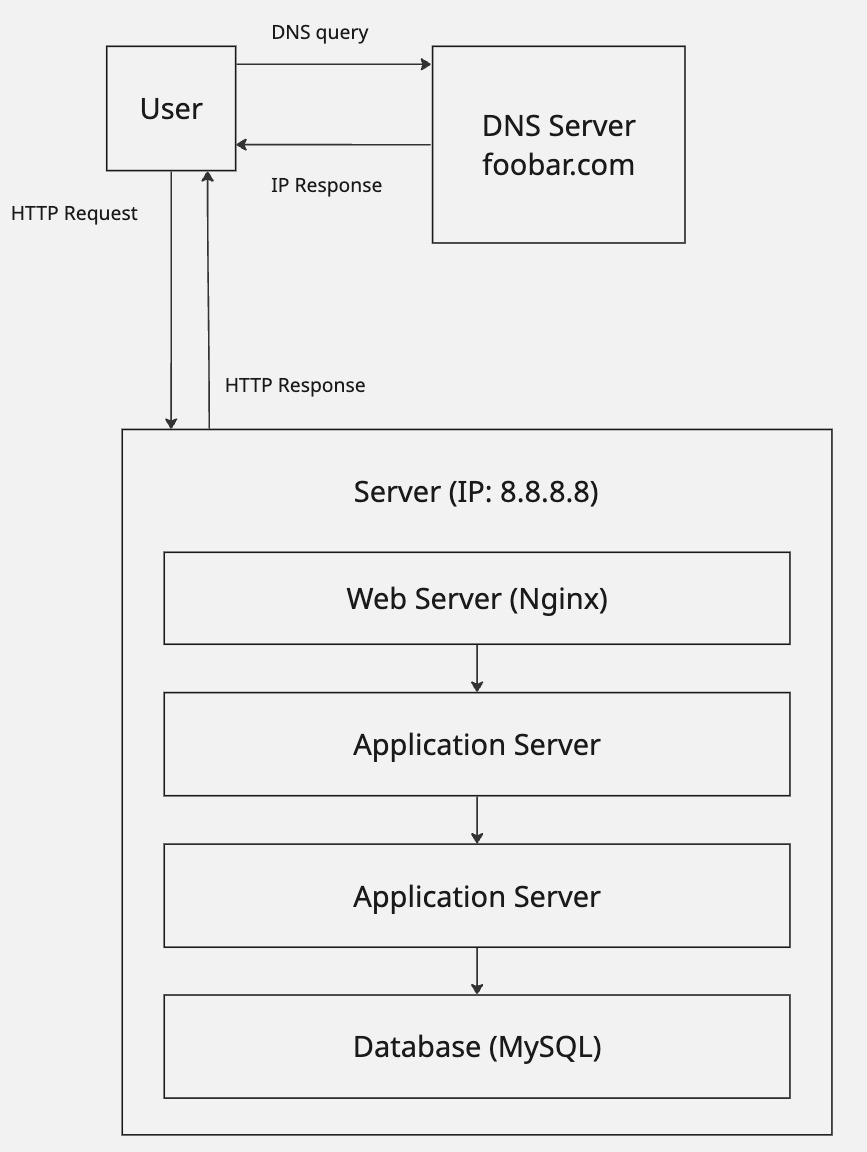 DNS query
User
DNS Server
foobar.com
IP Response
HTTP Request
HTTP Response
Server (IP: 8.8.8.8)
Web Server (Nginx)
Application Server
Application Server
Database (MySQL)